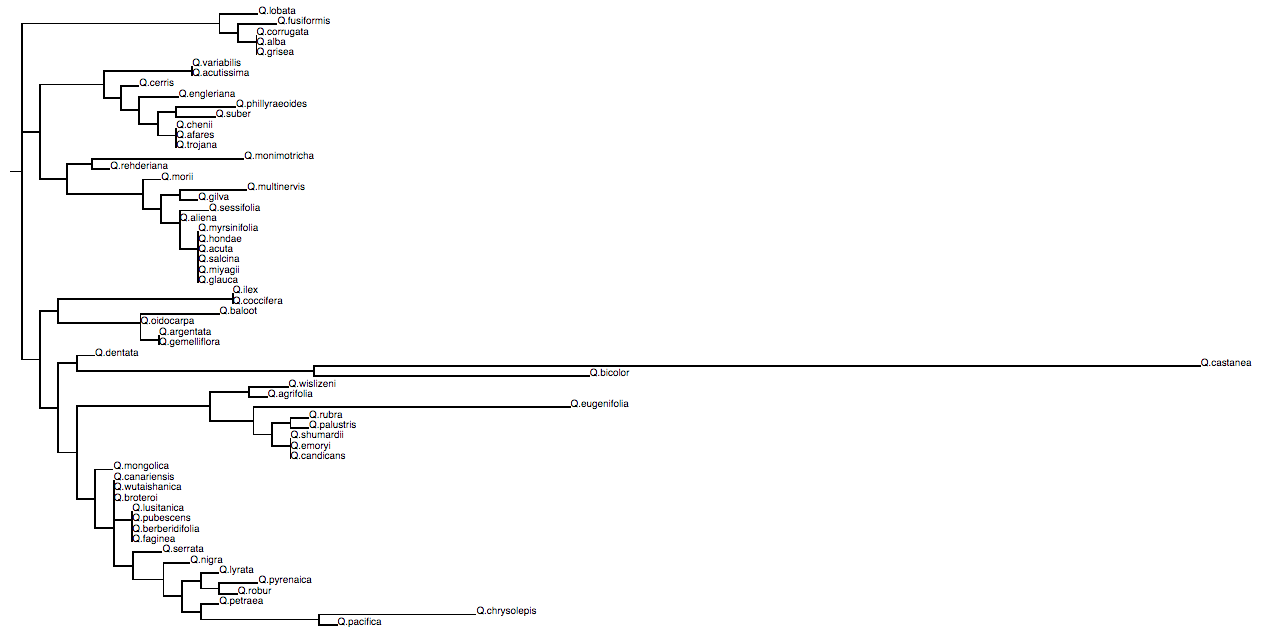 Q.lobata
Q.fusiformis
Q.corrugata
Q.alba
Q.grisea
Q.variabilis
Q.acutissima
Q.cerris
Q.engleriana
Q.phillyraeoides
Q.suber
Q.chenii
Q.afares
Q.trojana
Q.monimotricha
Q.rehderiana
Q.morii
Q.multinervis
Q.gilva
Q.sessifolia
Q.aliena
Q.myrsinifolia
Q.hondae
Q.acuta
Q.salcina
Q.miyagii
Q.glauca
Q.ilex
Q.coccifera
Q.baloot
Q.oidocarpa
Q.argentata
Q.gemelliflora
Q.dentata
Q.castanea
Q.bicolor
Q.wislizeni
Q.agrifolia
Q.eugenifolia
Q.rubra
Q.palustris
Q.shumardii
Q.emoryi
Q.candicans
Q.mongolica
Q.canariensis
Q.wutaishanica
Q.broteroi
Q.lusitanica
Q.pubescens
Q.berberidifolia
Q.faginea
Q.serrata
Q.nigra
Q.lyrata
Q.pyrenaica
Q.robur
Q.petraea
Q.chrysolepis
Q.pacifica